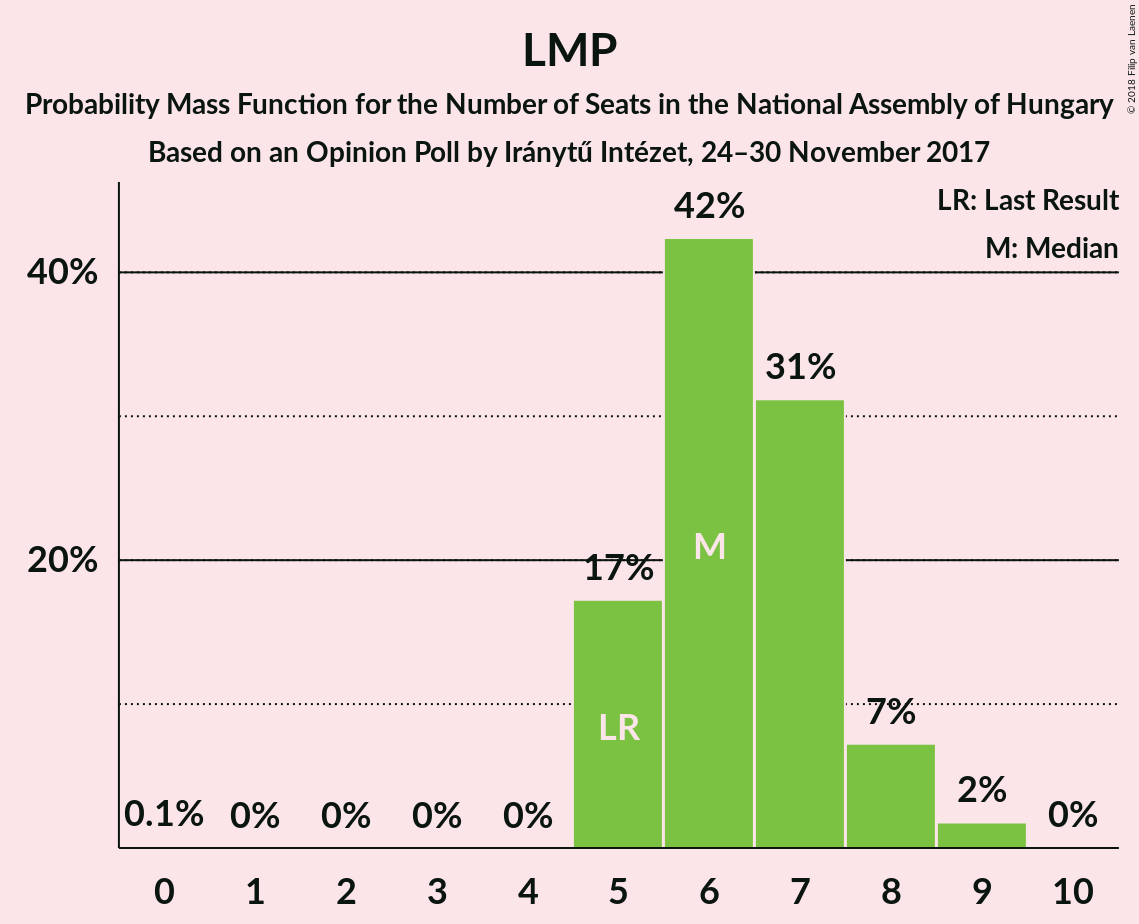 LMP
Probability Mass Function for the Number of Seats in the National Assembly of Hungary
Based on an Opinion Poll by Iránytű Intézet, 24–30 November 2017
© 2018 Filip van Laenen
LR: Last Result
M: Median
42%
40%
31%
20%
17%
M
LR
7%
2%
0.1% 0% 0% 0% 0% 0%
0 1 2 3 4 5 6 7 8 9 10